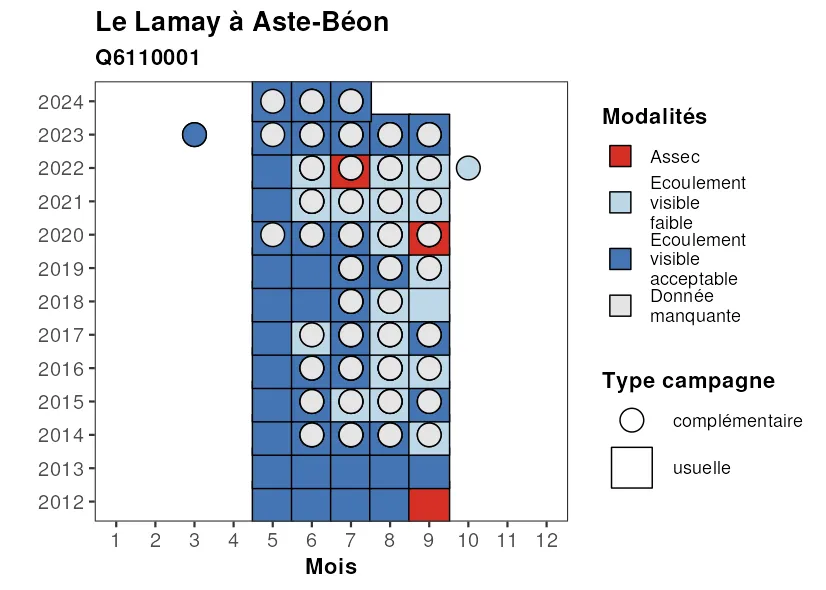 Le Lamay à Aste-Béon
Q6110001
2024
2023
2022
2021
2020
2019
2018
2017
2016
2015
2014
2013
2012
1 2 3 4 5 6 7 8 9 10 11 12
Mois
Modalités
Assec
Ecoulement
visible
faible
Ecoulement
visible
acceptable
Donnée
manquante
Type campagne
complémentaire
usuelle